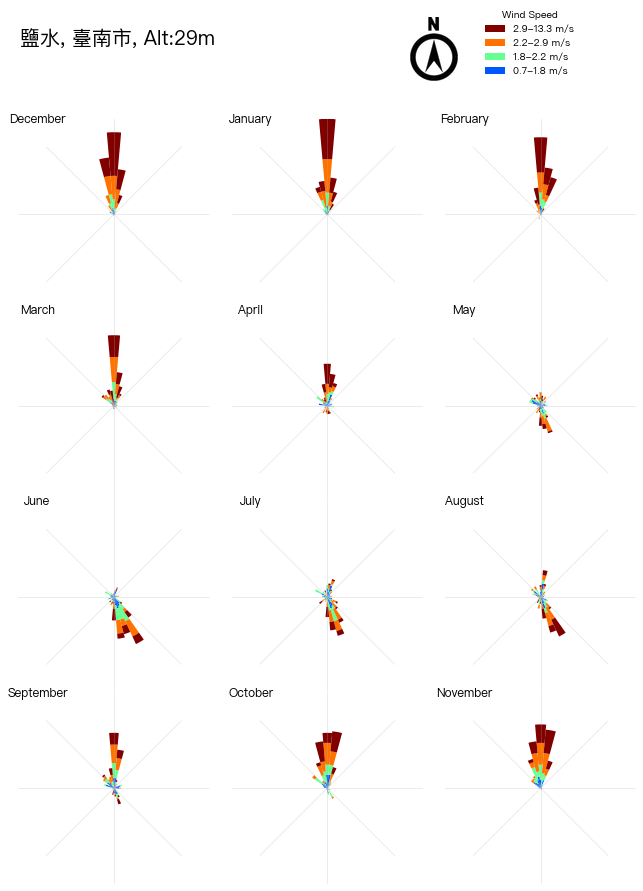 鹽水, 臺南市, Alt:29m
N
Wind Speed
2.9–13.3 m/s
2.2–2.9 m/s
1.8–2.2 m/s
0.7–1.8 m/s
December
January
February
March
April
May
June
July
August
September
October
November